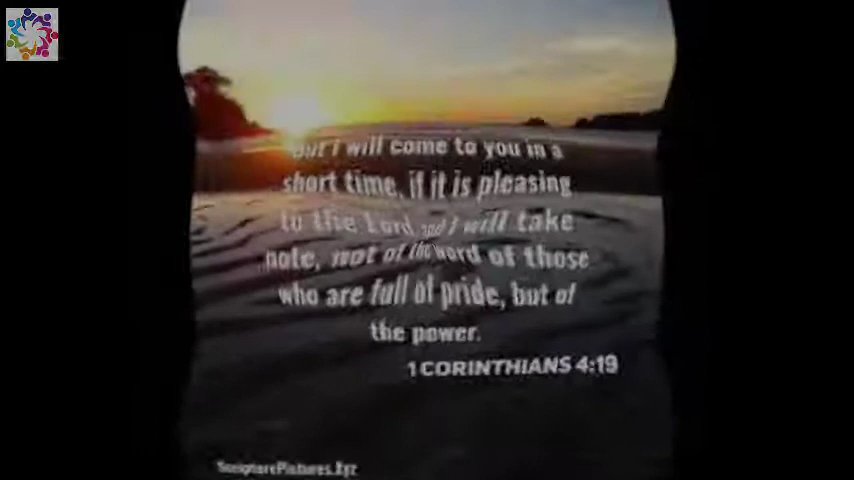 But I will come to you in a
short time, if it is pleasing
to the Lord, and I will take
note, not of the word of those
who are full of pride, but of
the power.
1 CORINTHIANS 4:19
ScripturePictures.Xyz